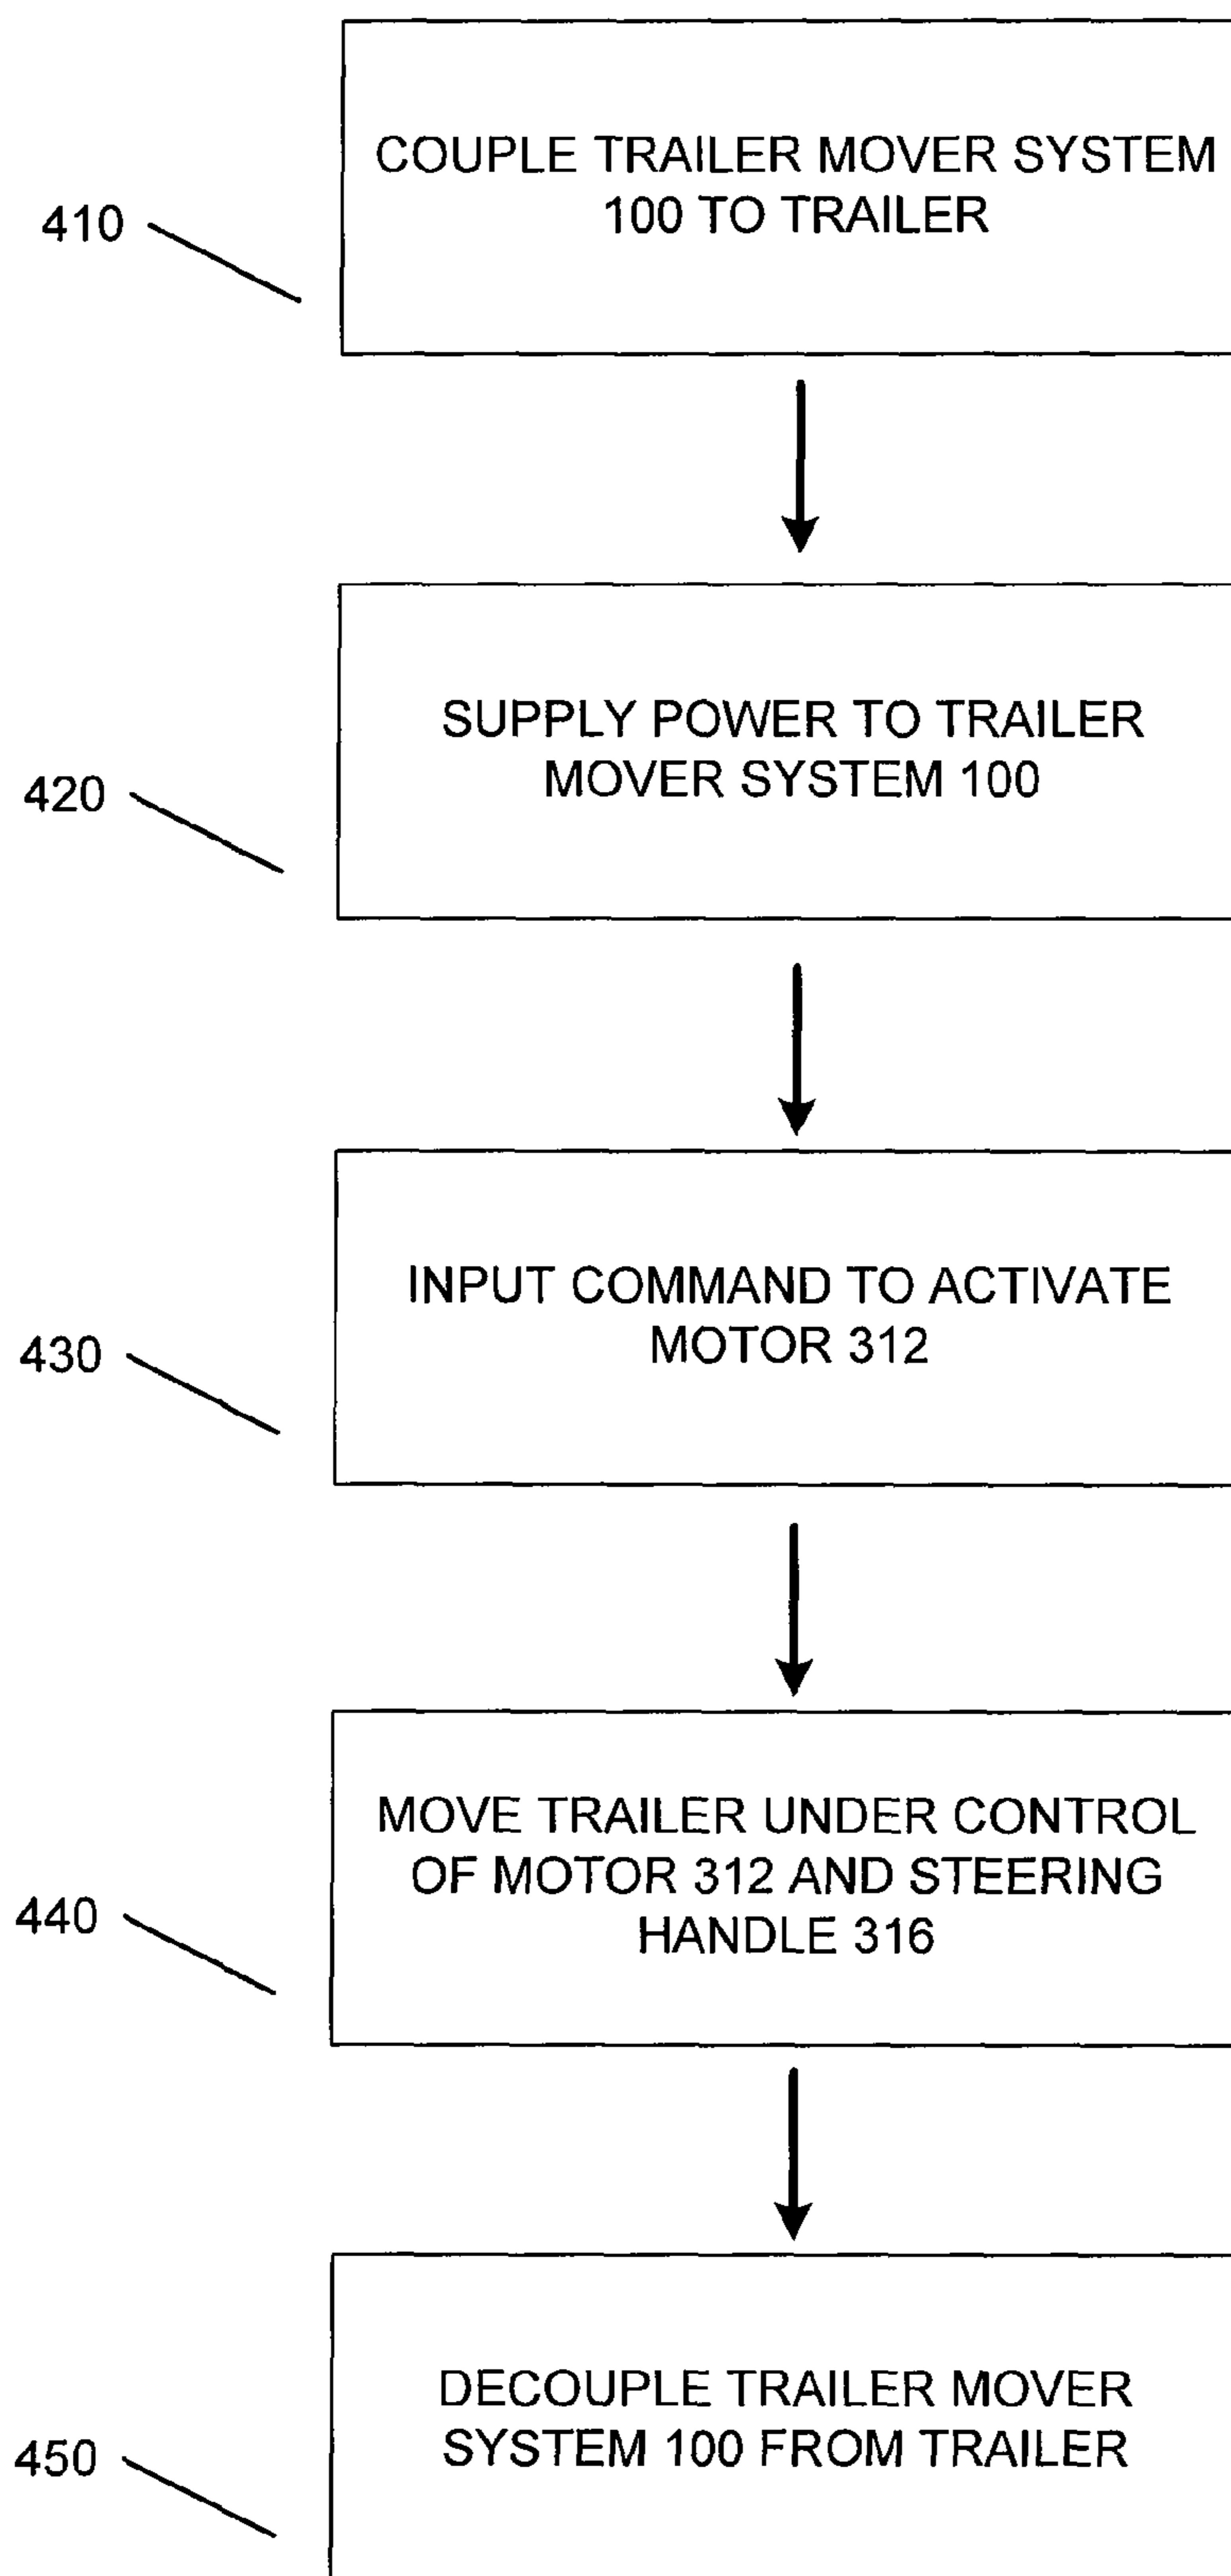 COUPLE TRAILER MOVER SYSTEM
100 TO TRAILER
410
SUPPLY POWER TO TRAILER
MOVER SYSTEM 100
420
INPUT COMMAND TO ACTIVATE
MOTOR 312
430
MOVE TRAILER UNDER CONTROL
OF MOTOR 312 AND STEERING
HANDLE 316
440
DECOUPLE TRAILER MOVER
SYSTEM 100 FROM TRAILER
450